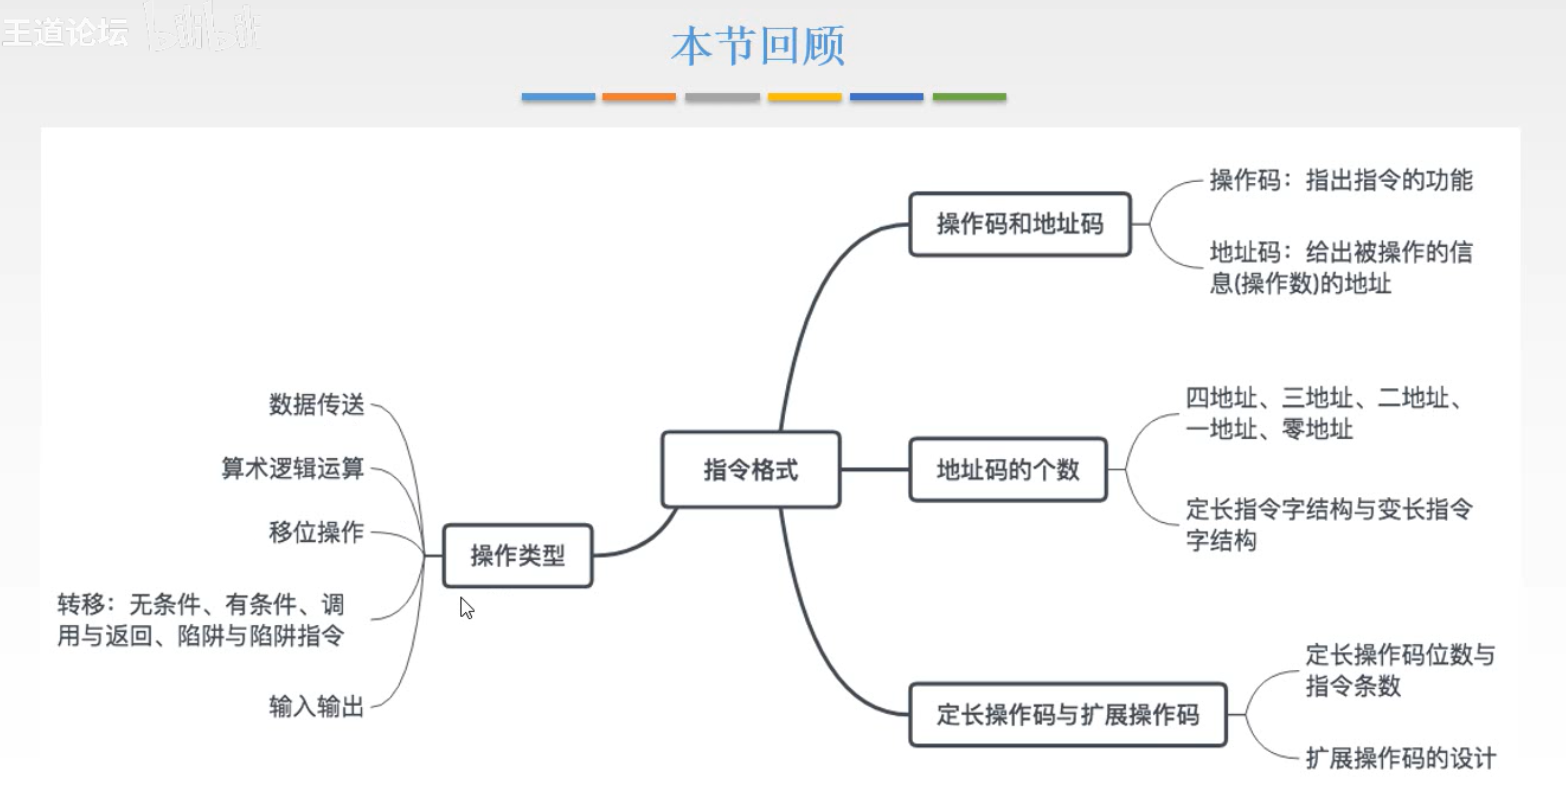 王道论坛
bilibili
本节回顾
操作码：指出指令的功能
操作码和地址码
地址码：给出被操作的信
息(操作数)的地址
四地址、三地址、二地址、
一地址、零地址
地址码的个数
定长指令字结构与变长指令
字结构
指令格式
定长操作码位数与
指令条数
定长操作码与扩展操作码
扩展操作码的设计
操作类型
数据传送
算术逻辑运算
移位操作
转移：无条件、有条件、调
用与返回、陷阱与陷阱指令
输入输出